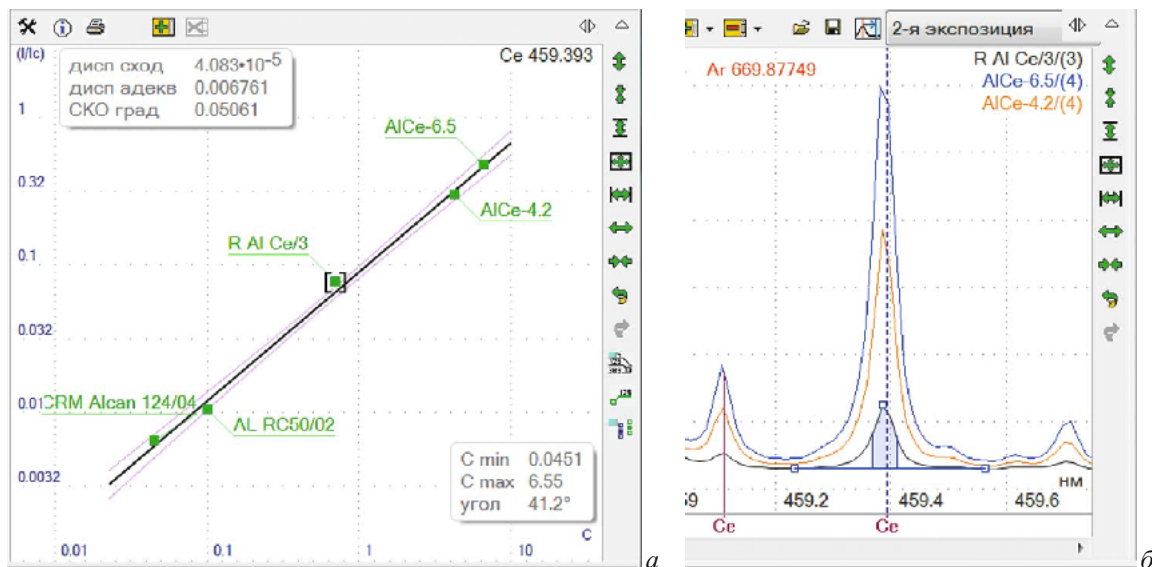 (I/Ic)
дисп сход 4.083•10-5
дисп адекв 0.006761
СКО град 0.05061
Ce 459.393
1
0.32
0.1
0.032
0.01
0.0032
AlCe-6.5
AlCe-4.2
R Al Ce/3
CRM Alcan 124/04
AL RC50/02
C min 0.0451
C max 6.55
угол 41.2°
C
0.01 0.1 1 10
а
2-я экспозиция
Ar 669.87749
R Al Ce/3/(3)
AlCe-6.5/(4)
AlCe-4.2/(4)
нм
459.2 459.4 459.6
Ce Ce
б